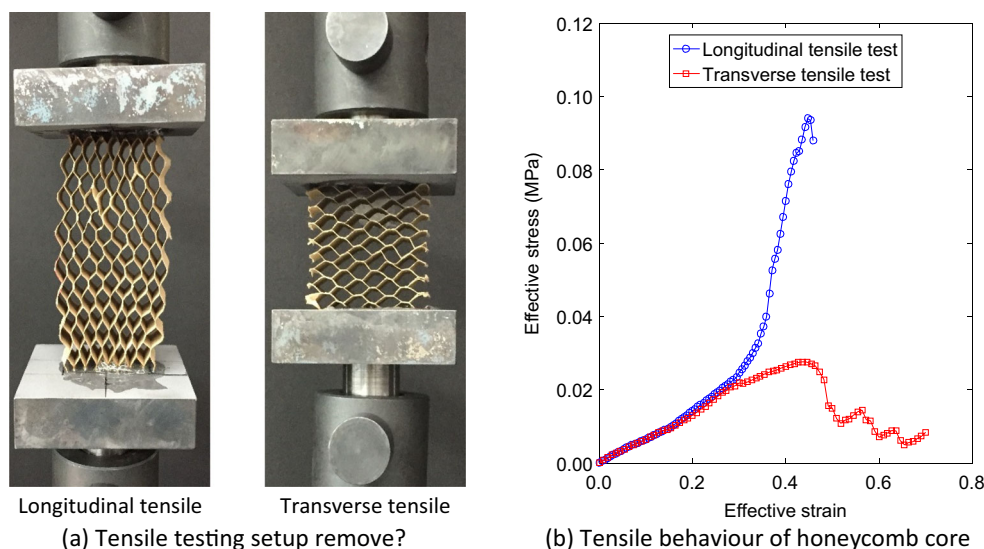 Longitudinal tensile
Transverse tensile
(a) Tensile testing setup remove?
0.12
0.10
0.08
0.06
0.04
0.02
0.00
Effective stress (MPa)
Longitudinal tensile test
Transverse tensile test
0.0 0.2 0.4 0.6 0.8
Effective strain
(b) Tensile behaviour of honeycomb core